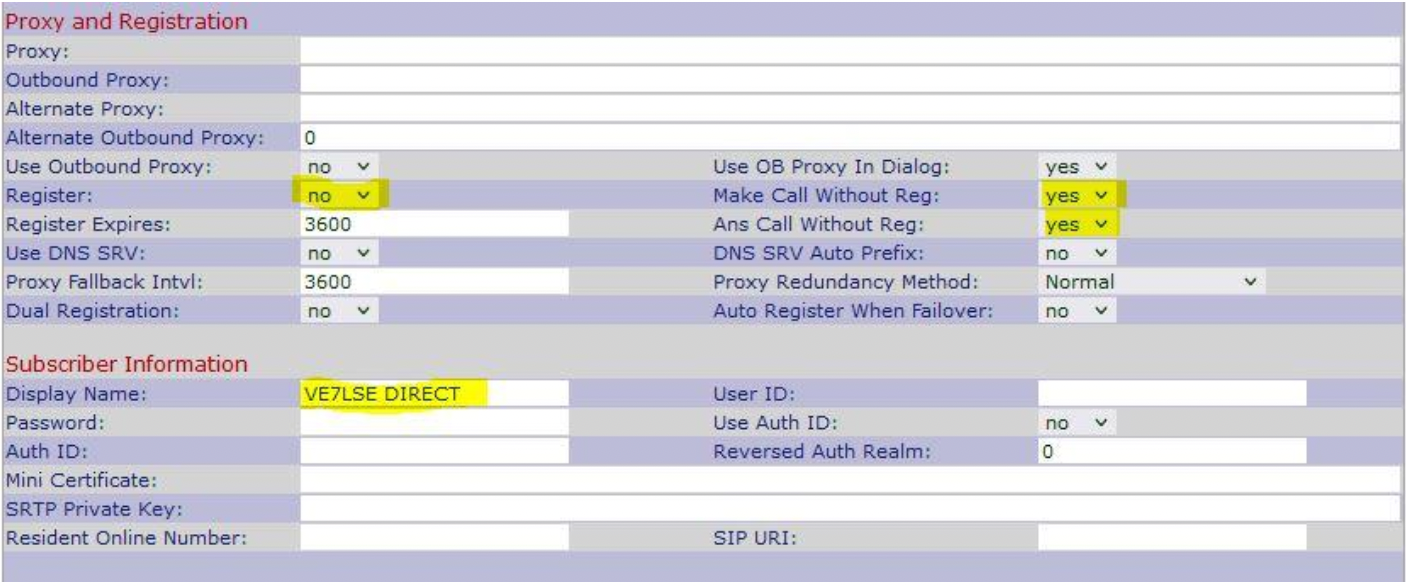 Proxy and Registration
Proxy:
Outbound Proxy:
Alternate Proxy:
Alternate Outbound Proxy: 0
Use Outbound Proxy: no Use OB Proxy In Dialog: yes
Register: no Make Call Without Reg: yes
Register Expires: 3600 Ans Call Without Reg: yes
Use DNS SRV: no DNS SRV Auto Prefix: no
Proxy Fallback Intvl: 3600 Proxy Redundancy Method: Normal
Dual Registration: no Auto Register When Failover: no
Subscriber Information
Display Name: VE7LSE DIRECT User ID:
Password: Use Auth ID: no
Auth ID: Reversed Auth Realm: 0
Mini Certificate:
SRTP Private Key:
Resident Online Number: SIP URI: